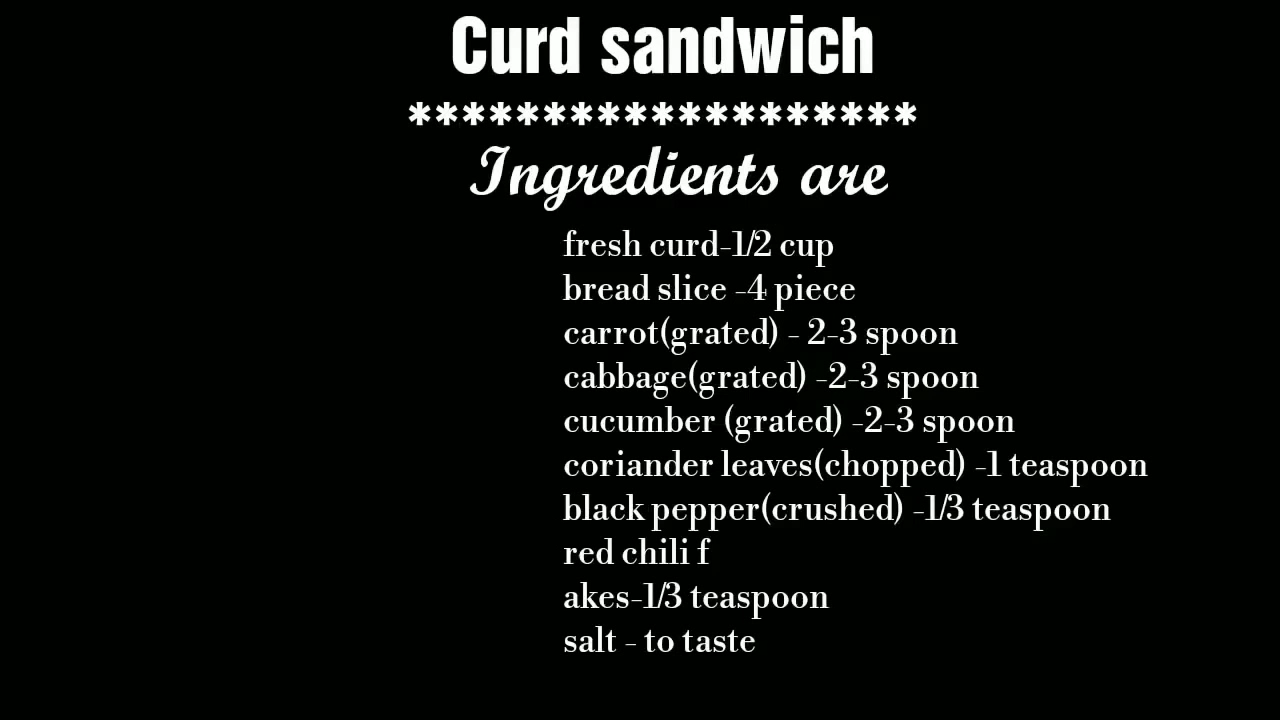 Curd sandwich
*******************
Ingredients are
fresh curd-1/2 cup
bread slice -4 piece
carrot(grated) - 2-3 spoon
cabbage(grated) -2-3 spoon
cucumber (grated) -2-3 spoon
coriander leaves(chopped) -1 teaspoon
black pepper(crushed) -1/3 teaspoon
red chili f
akes-1/3 teaspoon
salt - to taste